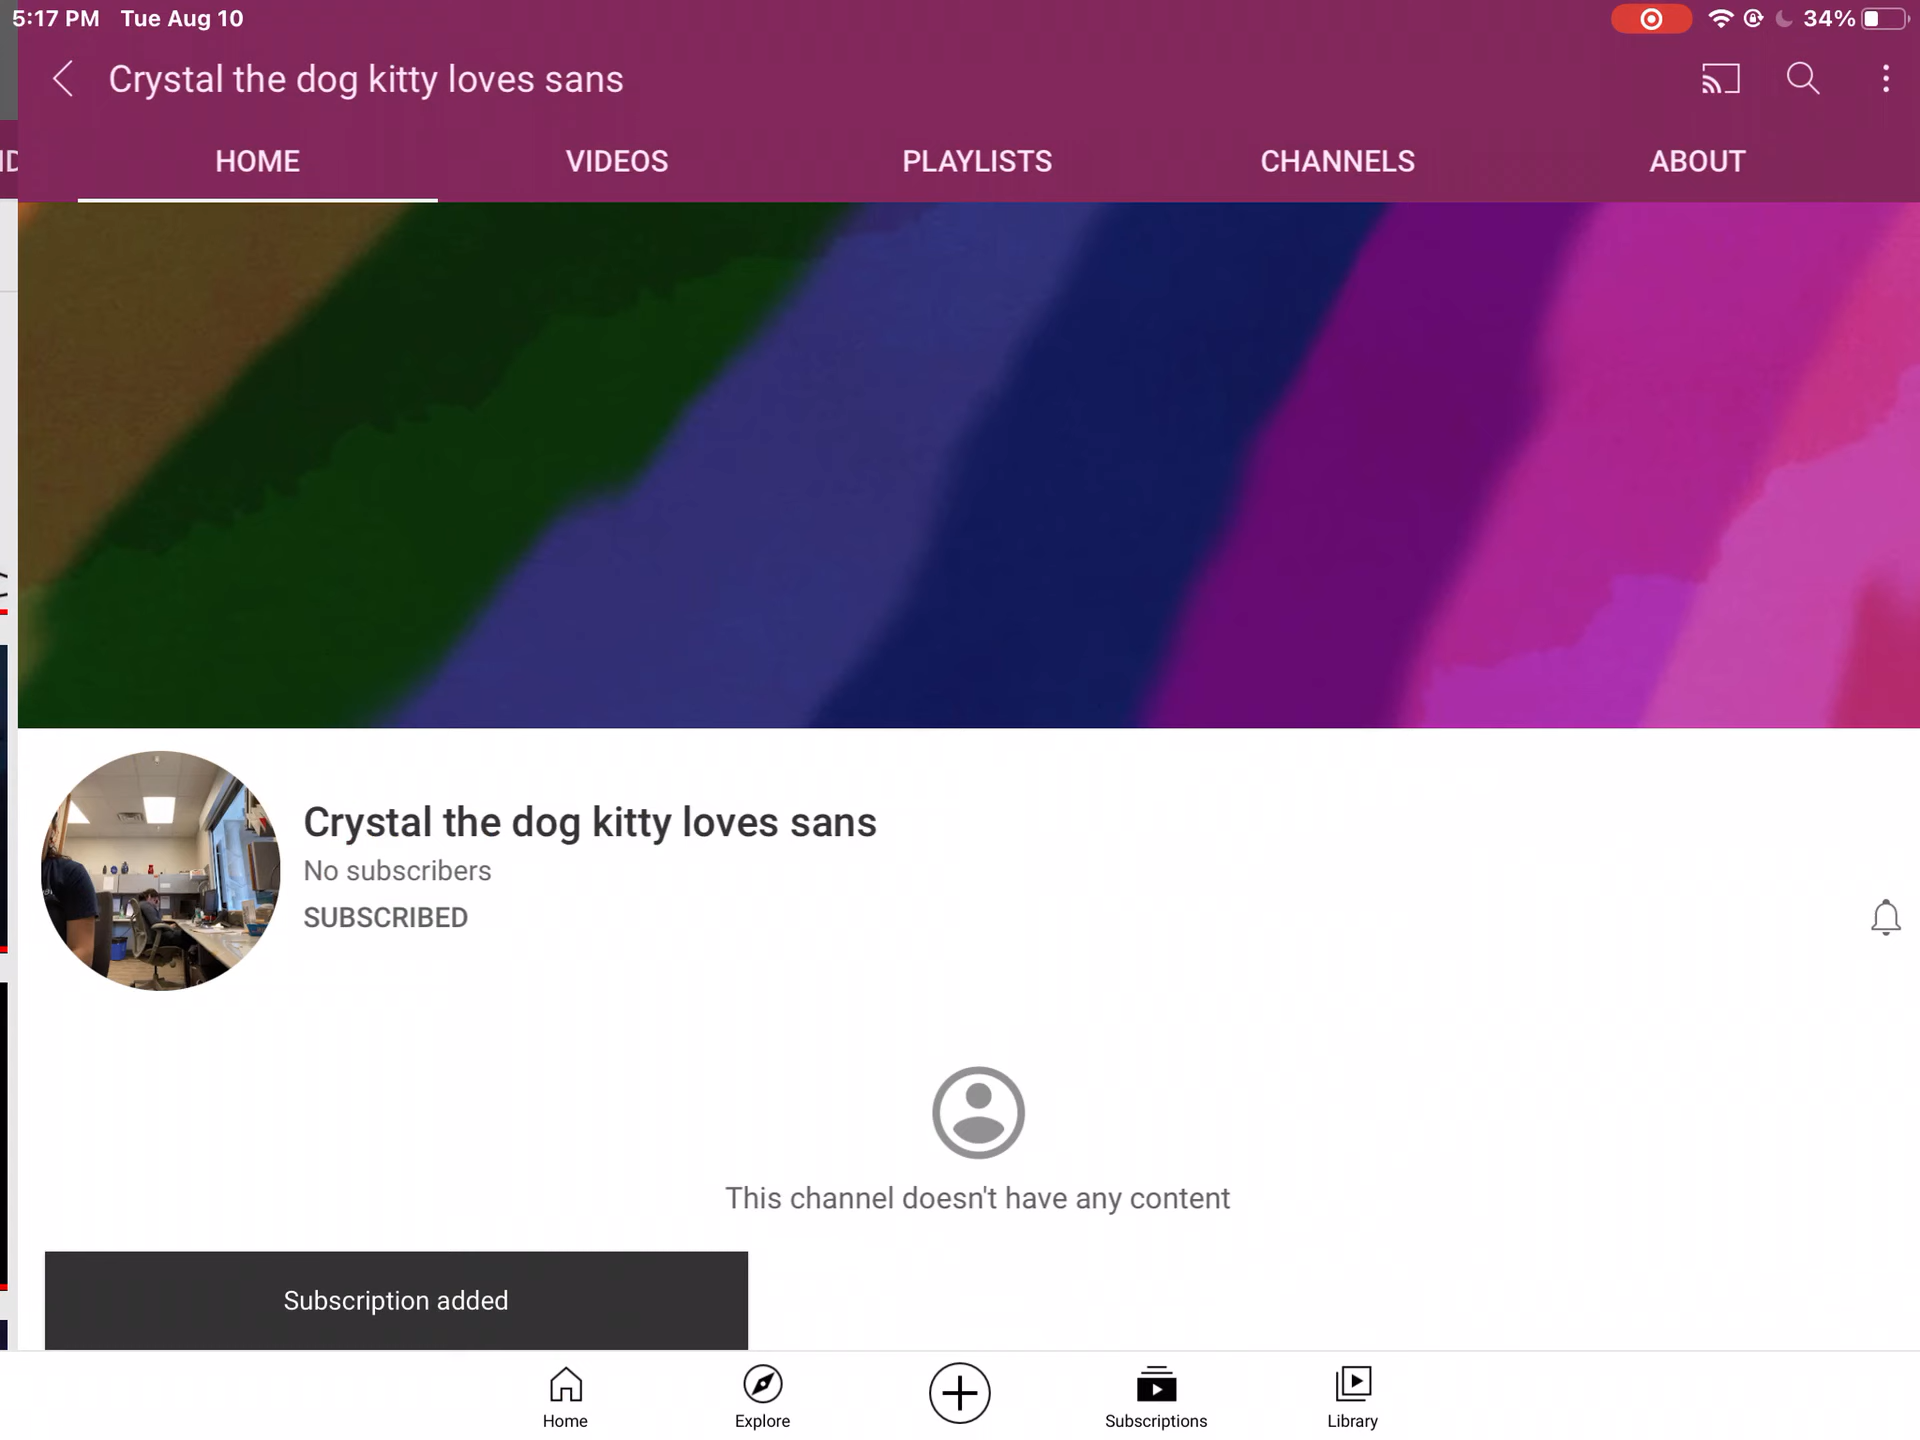 5:17 PM Tue Aug 10 34%
Crystal the dog kitty loves sans
HOME VIDEOS PLAYLISTS CHANNELS ABOUT
Crystal the dog kitty loves sans
No subscribers
SUBSCRIBED
This channel doesn't have any content
Subscription added
Home Explore Subscriptions Library